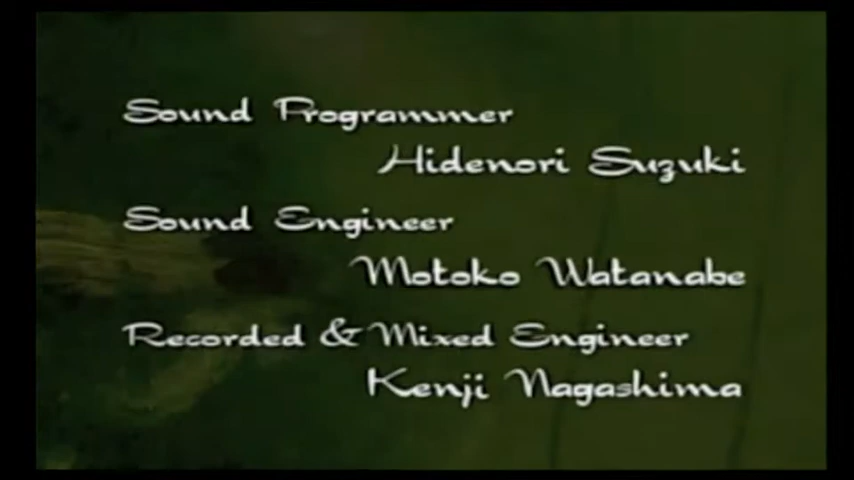 Sound Programmer
Hidenori Suzuki
Sound Engineer
Motoko Watanabe
Recorded & Mixed Engineer
Kenji Nagashima